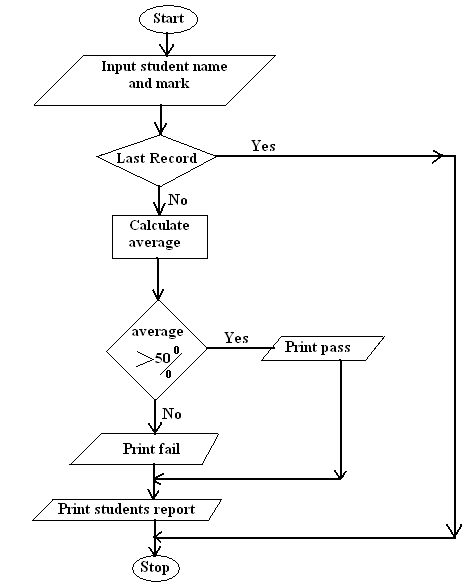 Start
Input student name
and mark
Last Record
Yes
No
Calculate
average
average
>50%
Yes
Print pass
No
Print fail
Print students report
Stop